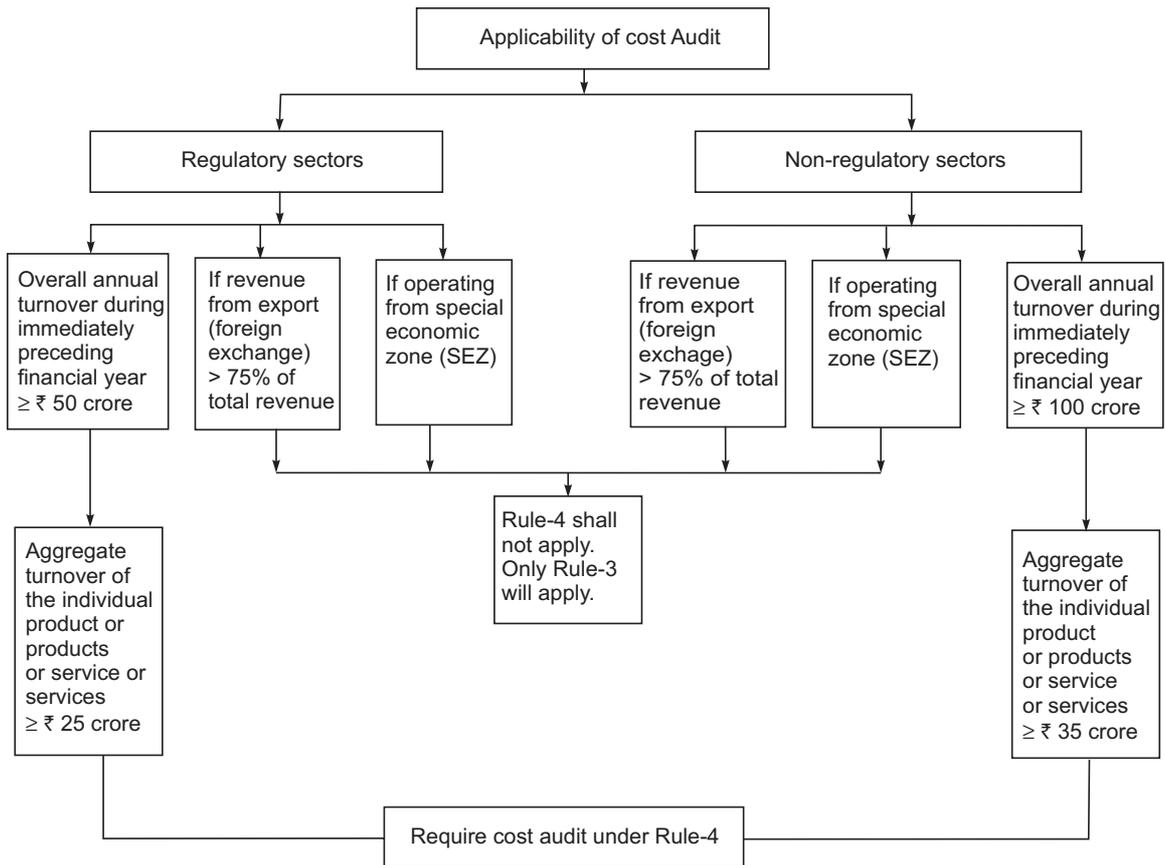 Applicability of cost Audit
Regulatory sectors
Non-regulatory sectors
Overall annual
turnover during
immediately
preceding
financial year
≥ ₹ 50 crore
If revenue
from export
(foreign
exchange)
> 75% of
total revenue
If operating
from special
economic
zone (SEZ)
If revenue
from export
(foreign
exchage)
> 75% of total
revenue
If operating
from special
economic
zone (SEZ)
Overall annual
turnover during
immediately
preceding
financial year
≥ ₹ 100 crore
Rule-4 shall
not apply.
Only Rule-3
will apply.
Aggregate
turnover of
the individual
product or
products
or service or
services
≥ ₹ 25 crore
Aggregate
turnover of
the individual
product
or products
or service
or services
≥ ₹ 35 crore
Require cost audit under Rule-4